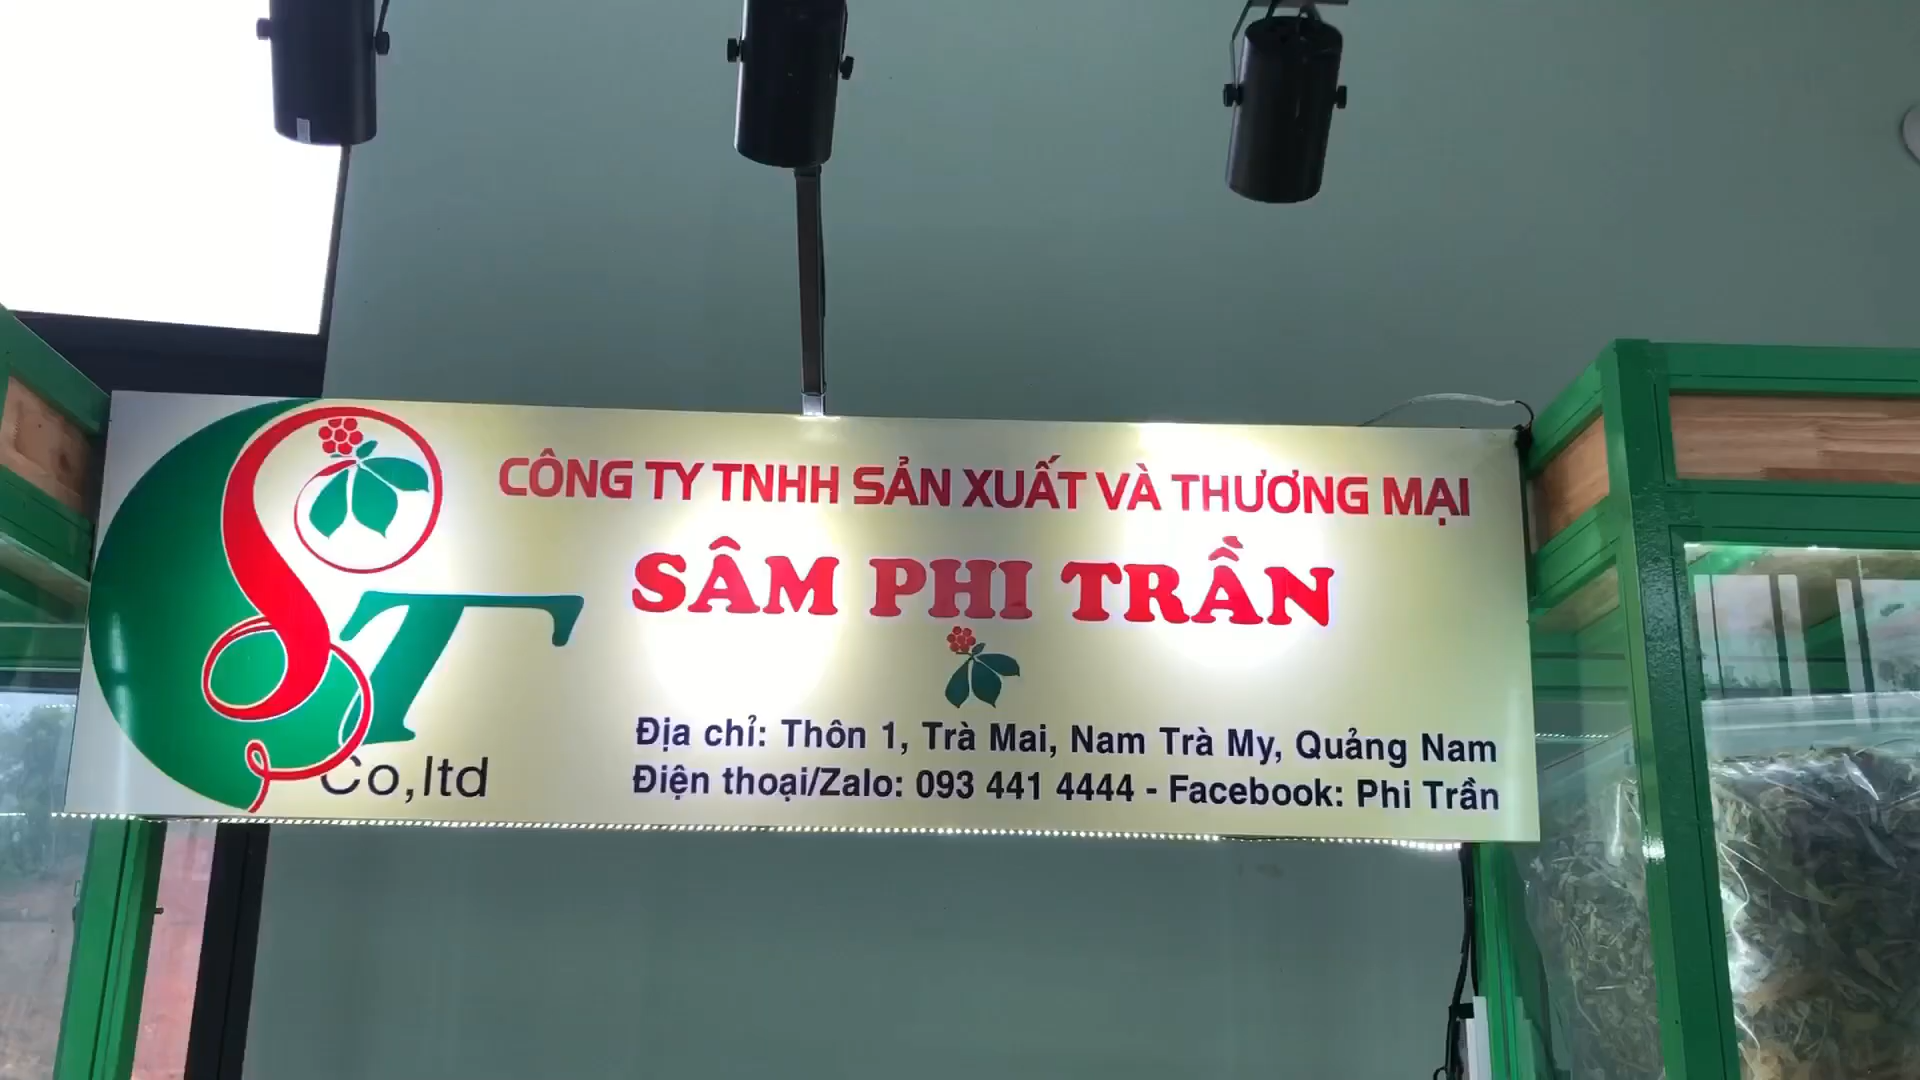 ST
Co,ltd
CÔNG TY TNHH SẢN XUẤT VÀ THƯƠNG MẠI
SÂM PHI TRẦN
Địa chỉ: Thôn 1, Trà Mai, Nam Trà My, Quảng Nam
Điện thoại/Zalo: 093 441 4444 - Facebook: Phi Trần